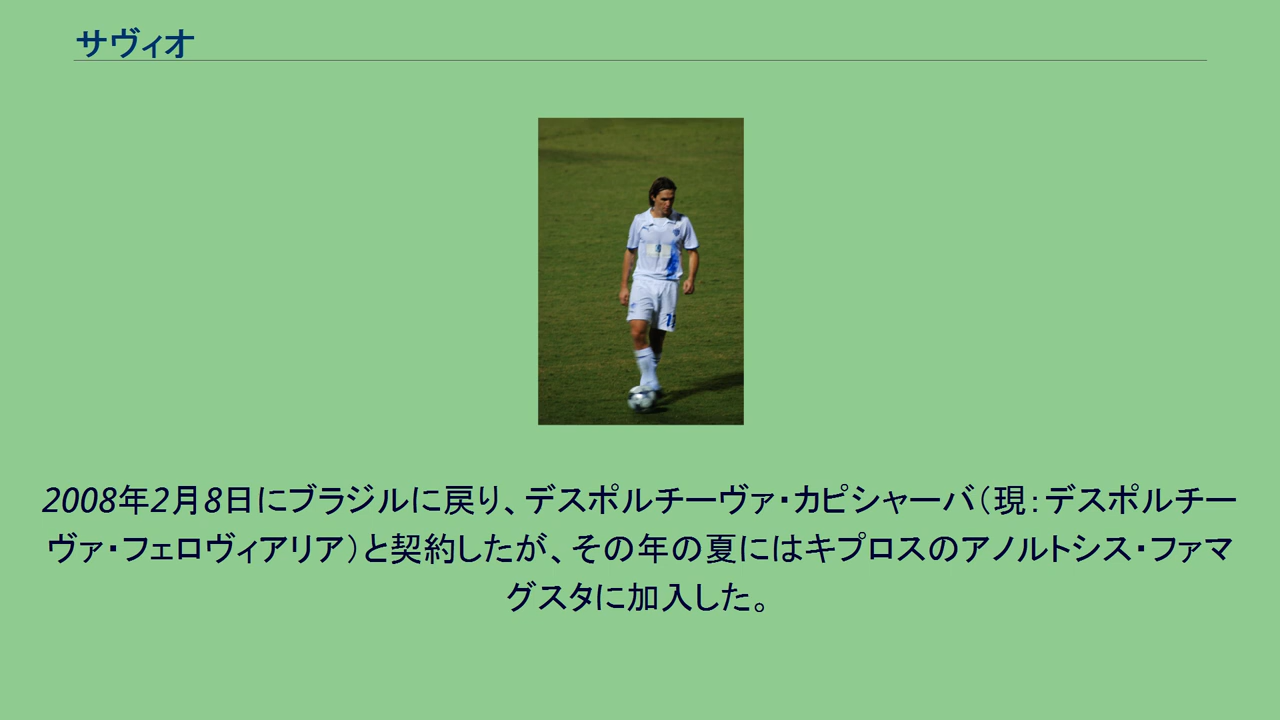 サヴィオ
11
2008年2月8日にブラジルに戻り、デスポルチーヴァ・カピシャーバ（現：デスポルチー
ヴァ・フェロヴィアリア）と契約したが、その年の夏にはキプロスのアノルトシス・ファマ
グスタに加入した。